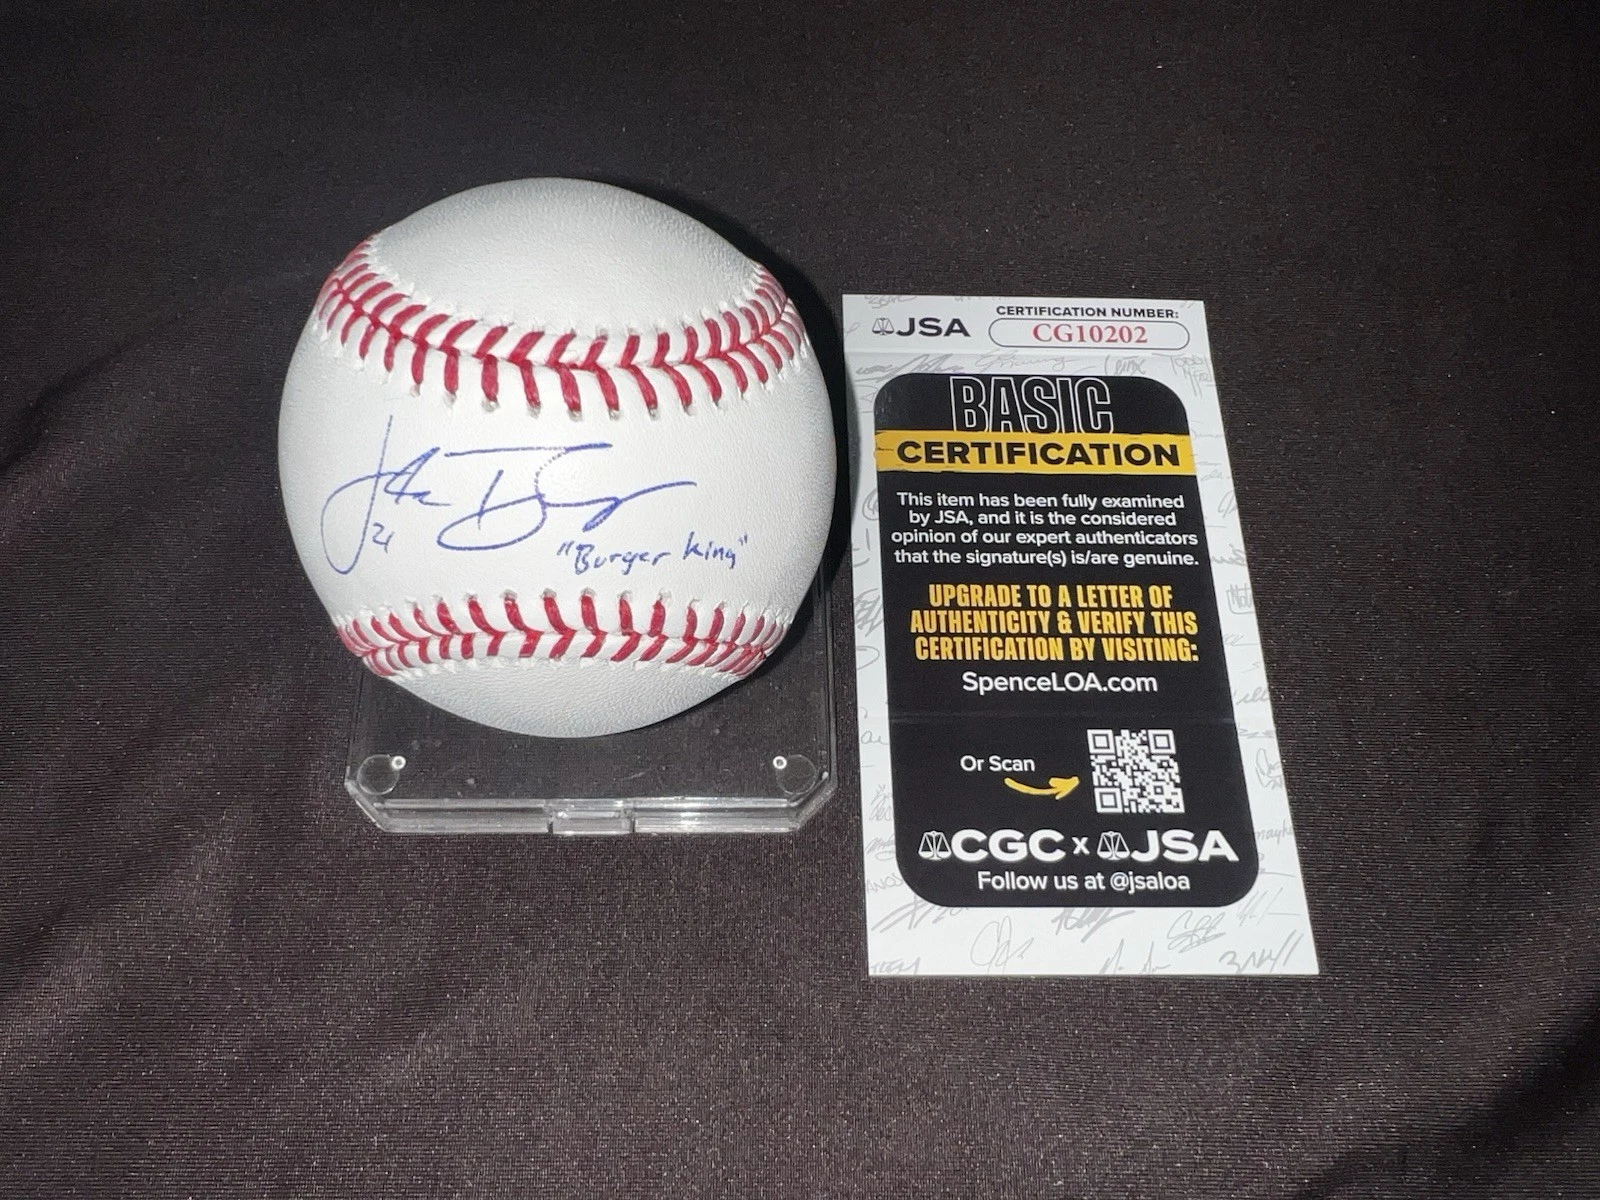 21
"Burger King"
JSA
CERTIFICATION NUMBER:
CG10202
BASIC
CERTIFICATION
This item has been fully examined
by JSA, and it is the considered
opinion of our expert authenticators
that the signature(s) is/are genuine.
UPGRADE TO A LETTER OF
AUTHENTICITY & VERIFY THIS
CERTIFICATION BY VISITING:
SpenceLOA.com
Or Scan
CGC x JSA
Follow us at @jsaloa